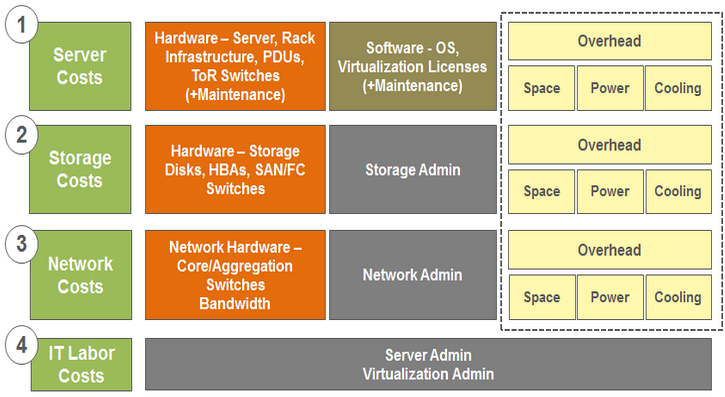 1
Server
Costs
Hardware – Server, Rack
Infrastructure, PDUs,
ToR Switches
(+Maintenance)
Software - OS,
Virtualization Licenses
(+Maintenance)
Overhead
Space Power Cooling
2
Storage
Costs
Hardware – Storage
Disks, HBAs, SAN/FC
Switches
Storage Admin
Overhead
Space Power Cooling
3
Network
Costs
Network Hardware –
Core/Aggregation
Switches
Bandwidth
Network Admin
Overhead
Space Power Cooling
4
IT Labor
Costs
Server Admin
Virtualization Admin